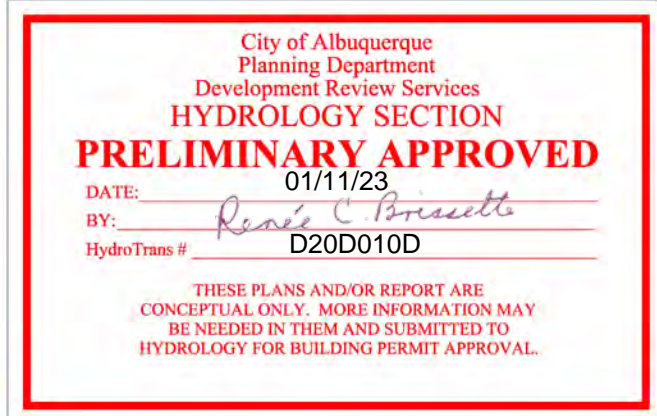 City of Albuquerque
Planning Department
Development Review Services
HYDROLOGY SECTION
PRELIMINARY APPROVED
DATE: 01/11/23
BY: Renée C. Brissette
HydroTrans # D20D010D
THESE PLANS AND/OR REPORT ARE
CONCEPTUAL ONLY. MORE INFORMATION MAY
BE NEEDED IN THEM AND SUBMITTED TO
HYDROLOGY FOR BUILDING PERMIT APPROVAL.